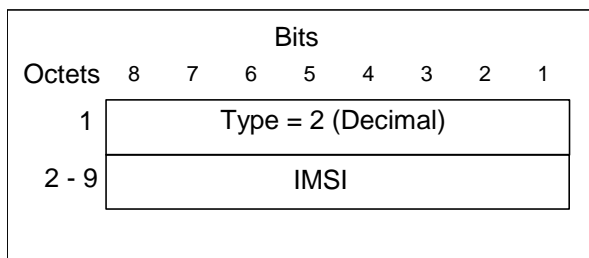 Bits
Octets 8 7 6 5 4 3 2 1
1 Type = 2 (Decimal)
2 - 9 IMSI